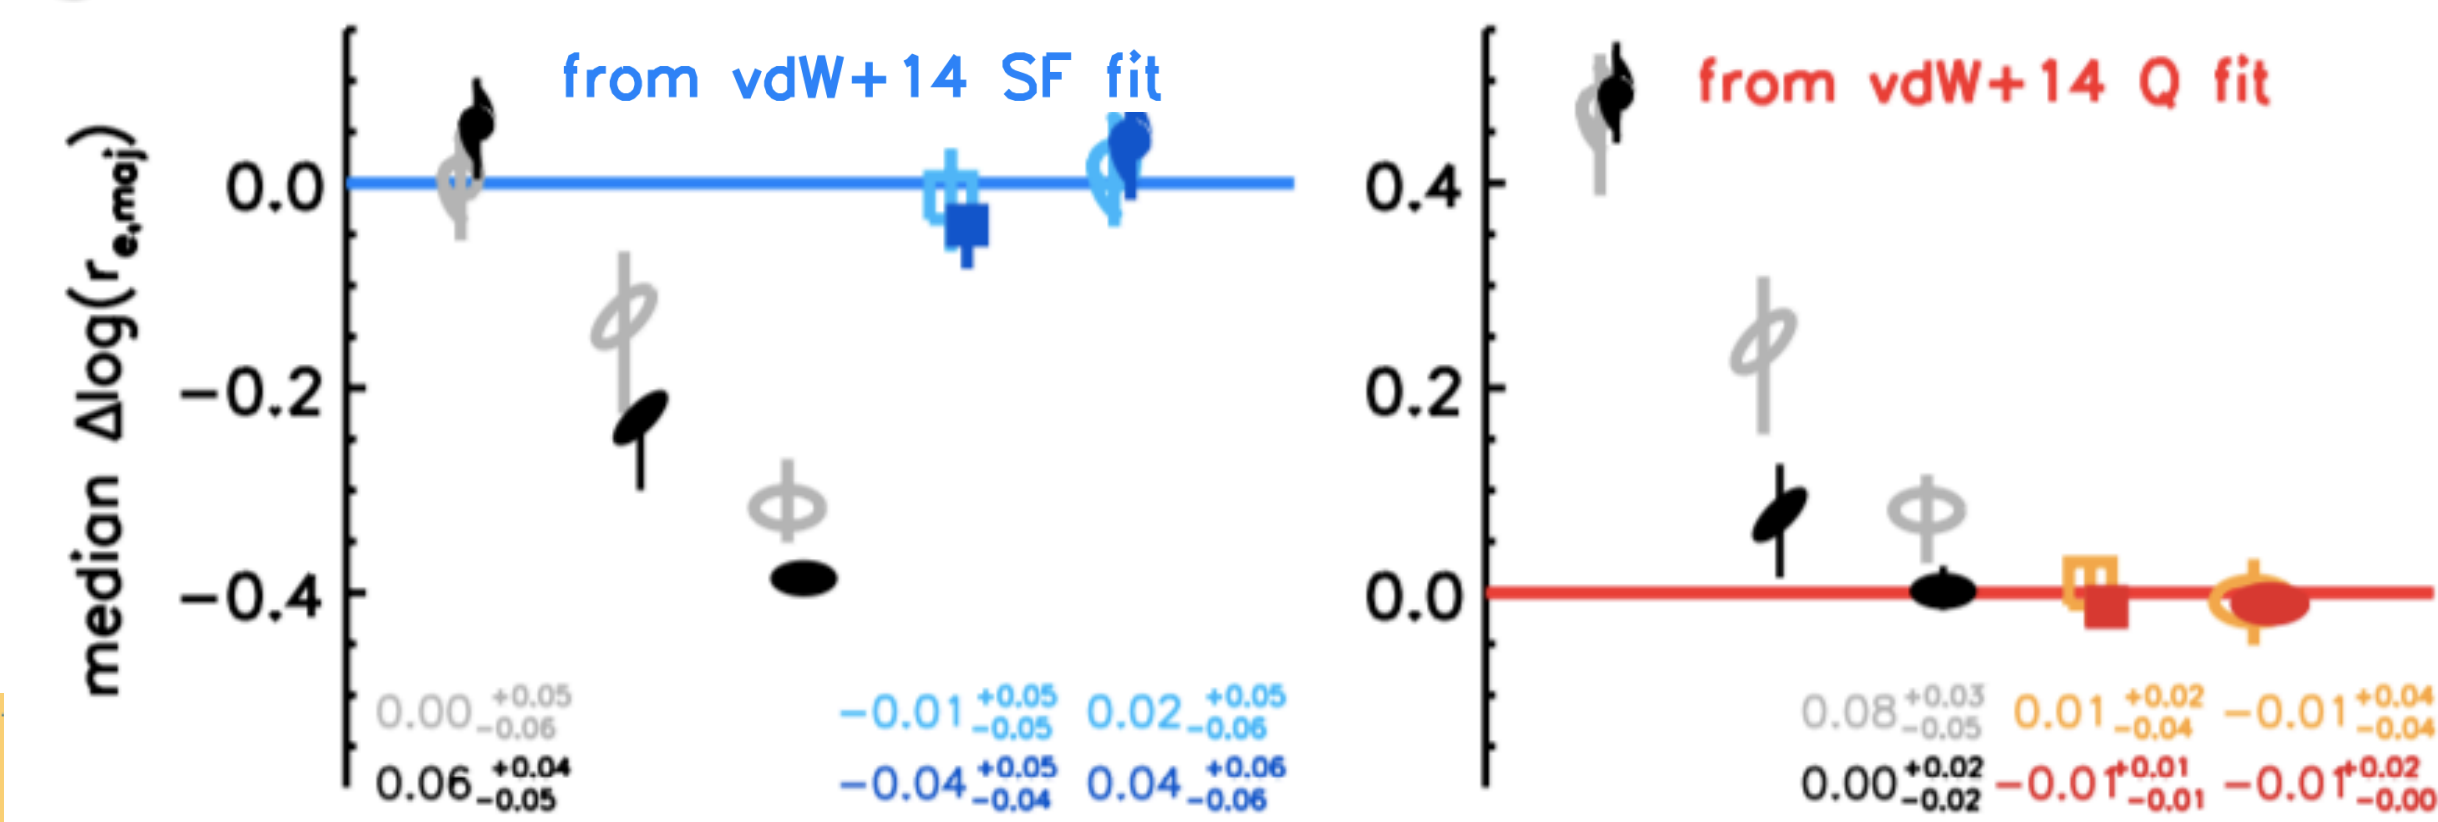 median Δlog(r e,maj)
from vdW+14 SF fit
0.0
−0.2
−0.4
0.00 +0.05 −0.06
−0.01 +0.05 −0.05
0.02 +0.05 −0.06
0.06 +0.04 −0.05
−0.04 +0.05 −0.04
0.04 +0.06 −0.06
from vdW+14 Q fit
0.4
0.2
0.0
0.08 +0.03 −0.05
0.01 +0.02 −0.04
−0.01 +0.04 −0.04
0.00 +0.02 −0.02
−0.01 +0.01 −0.01
−0.01 +0.02 −0.00